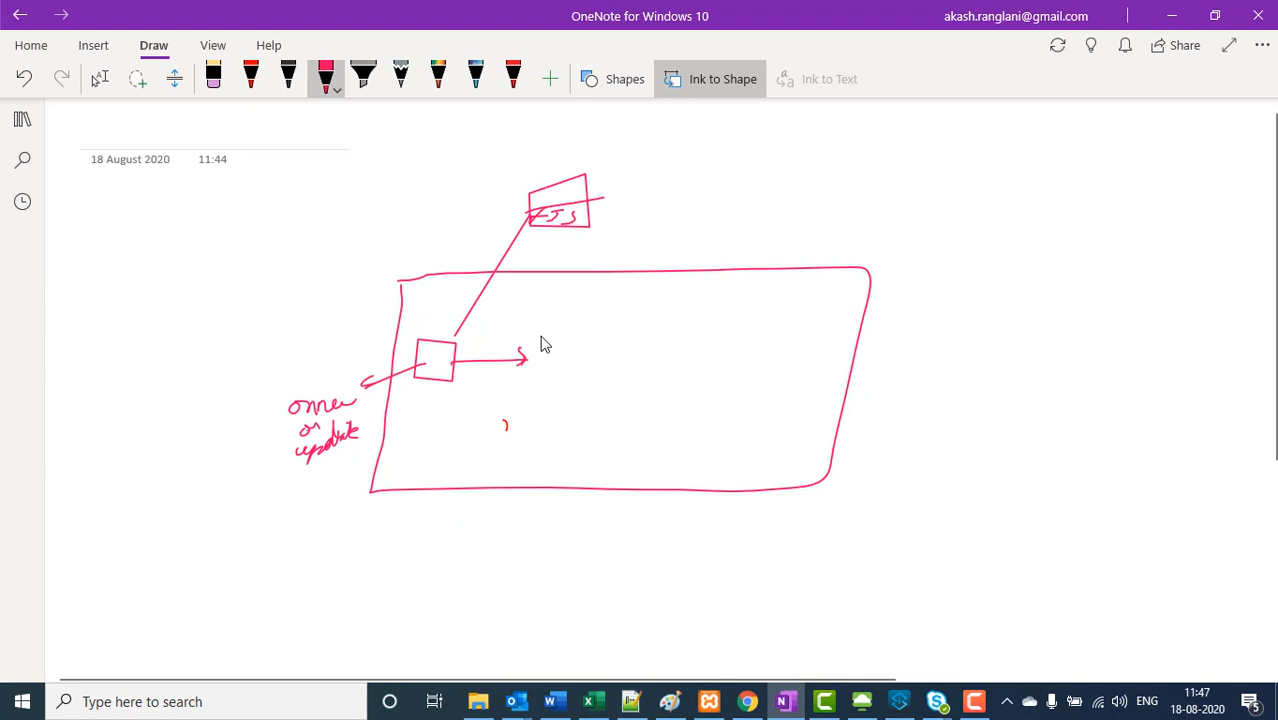 OneNote for Windows 10
akash.ranglani@gmail.com
Home
Insert
Draw
View
Help
Share
Shapes
Ink to Shape
Ink to Text
18 August 2020
11:44
JS
or
update
Type here to search
ENG
11:47
18-08-2020
5